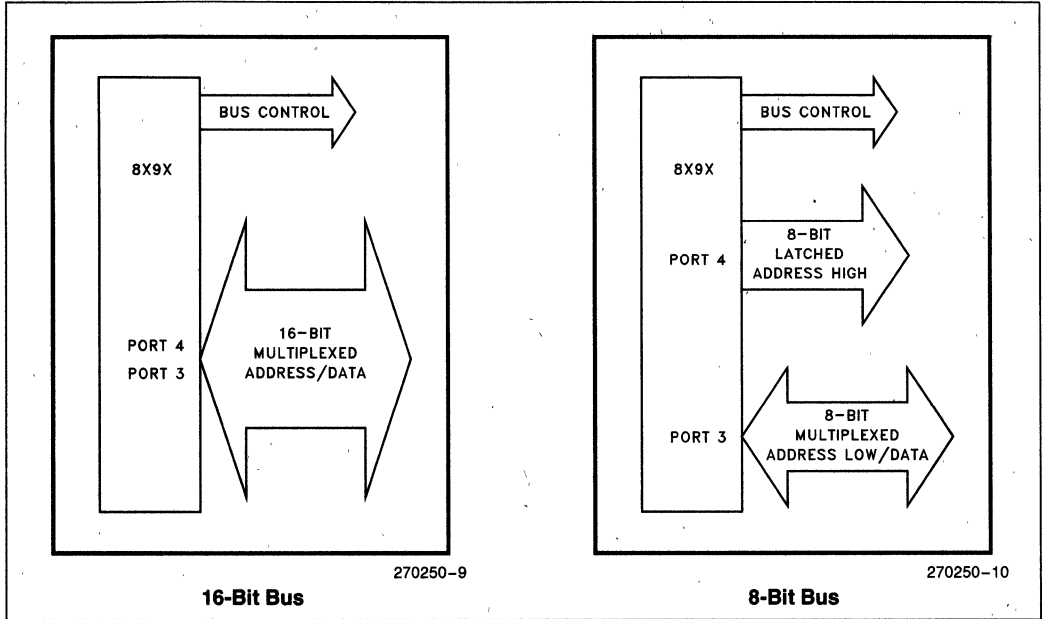 BUS CONTROL
8X9X
PORT 4
PORT 3
16-BIT
MULTIPLEXED
ADDRESS/DATA
270250-9
16-Bit Bus
BUS CONTROL
8X9X
PORT 4
8-BIT
LATCHED
ADDRESS HIGH
PORT 3
8-BIT
MULTIPLEXED
ADDRESS LOW/DATA
270250-10
8-Bit Bus